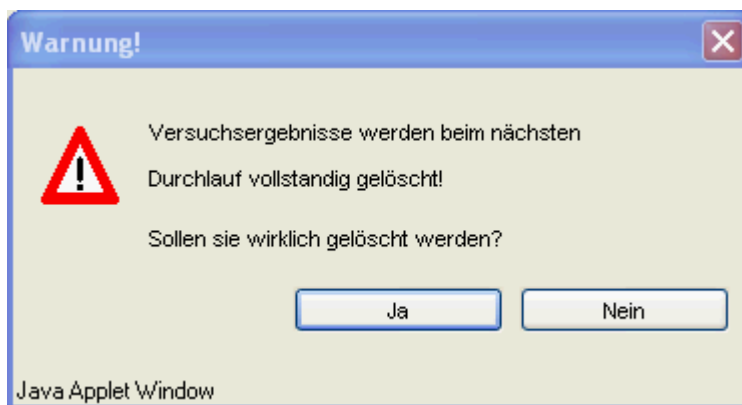 Warnung!
Versuchsergebnisse werden beim nächsten
Durchlauf vollstandig gelöscht!
Sollen sie wirklich gelöscht werden?
Ja Nein
Java Applet Window